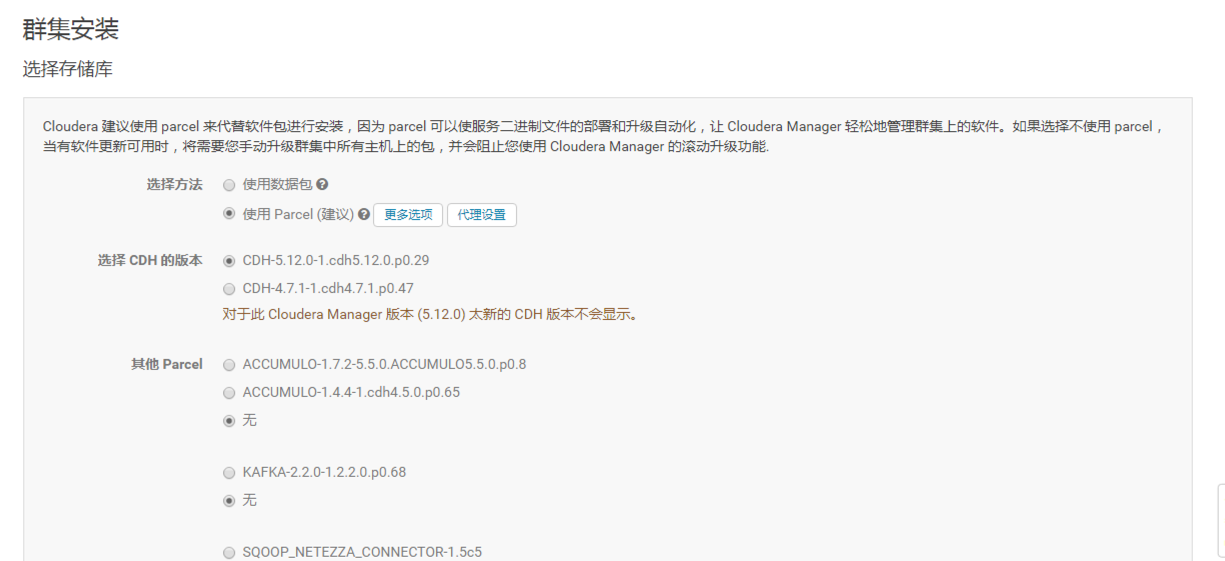 群集安装
选择存储库
Cloudera 建议使用 parcel 来代替软件包进行安装，因为 parcel 可以使服务二进制文件的部署和升级自动化，让 Cloudera Manager 轻松地管理群集上的软件。如果选择不使用 parcel，
当有软件更新可用时，将需要您手动升级群集中所有主机上的包，并会阻止您使用 Cloudera Manager 的滚动升级功能.
选择方法 使用数据包
使用 Parcel (建议) 更多选项 代理设置
选择 CDH 的版本 CDH-5.12.0-1.cdh5.12.0.p0.29
CDH-4.7.1-1.cdh4.7.1.p0.47
对于此 Cloudera Manager 版本 (5.12.0) 太新的 CDH 版本不会显示。
其他 Parcel ACCUMULO-1.7.2-5.5.0.ACCUMULO5.5.0.p0.8
ACCUMULO-1.4.4-1.cdh4.5.0.p0.65
无
KAFKA-2.2.0-1.2.2.0.p0.68
无
SQOOP_NETEZZA_CONNECTOR-1.5c5